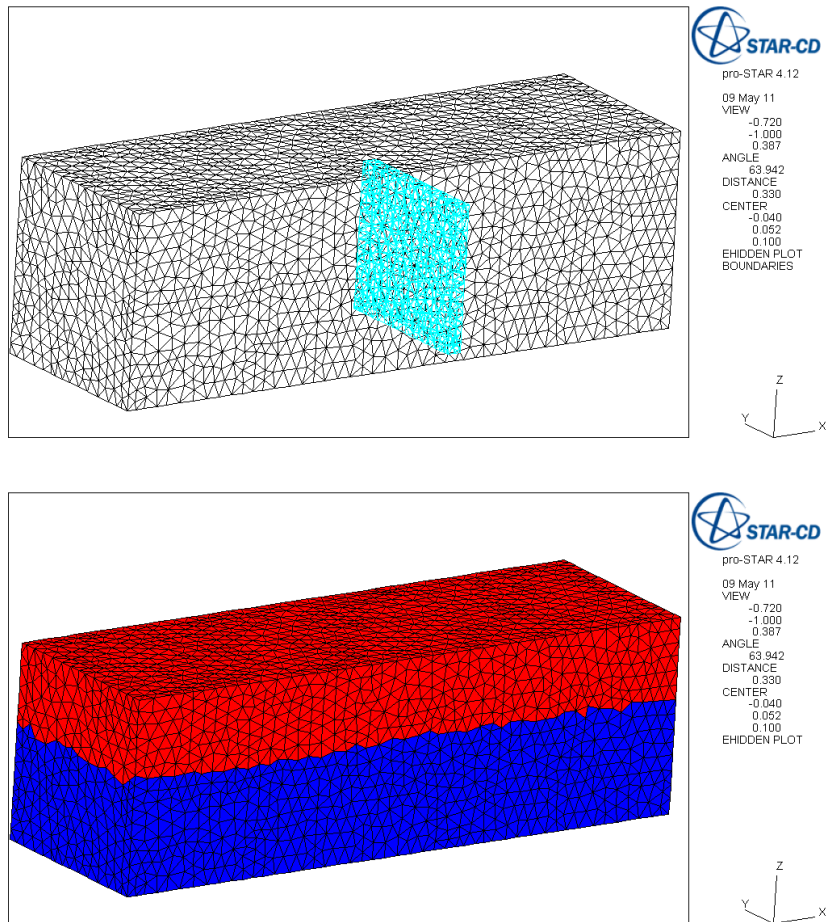 STAR-CD
pro-STAR 4.12
09 May 11
VIEW
-0.720
-1.000
0.387
ANGLE
63.942
DISTANCE
0.330
CENTER
-0.040
0.052
0.100
EHIDDEN PLOT
BOUNDARIES
Z
Y
X
STAR-CD
pro-STAR 4.12
09 May 11
VIEW
-0.720
-1.000
0.387
ANGLE
63.942
DISTANCE
0.330
CENTER
-0.040
0.052
0.100
EHIDDEN PLOT
Z
Y
X